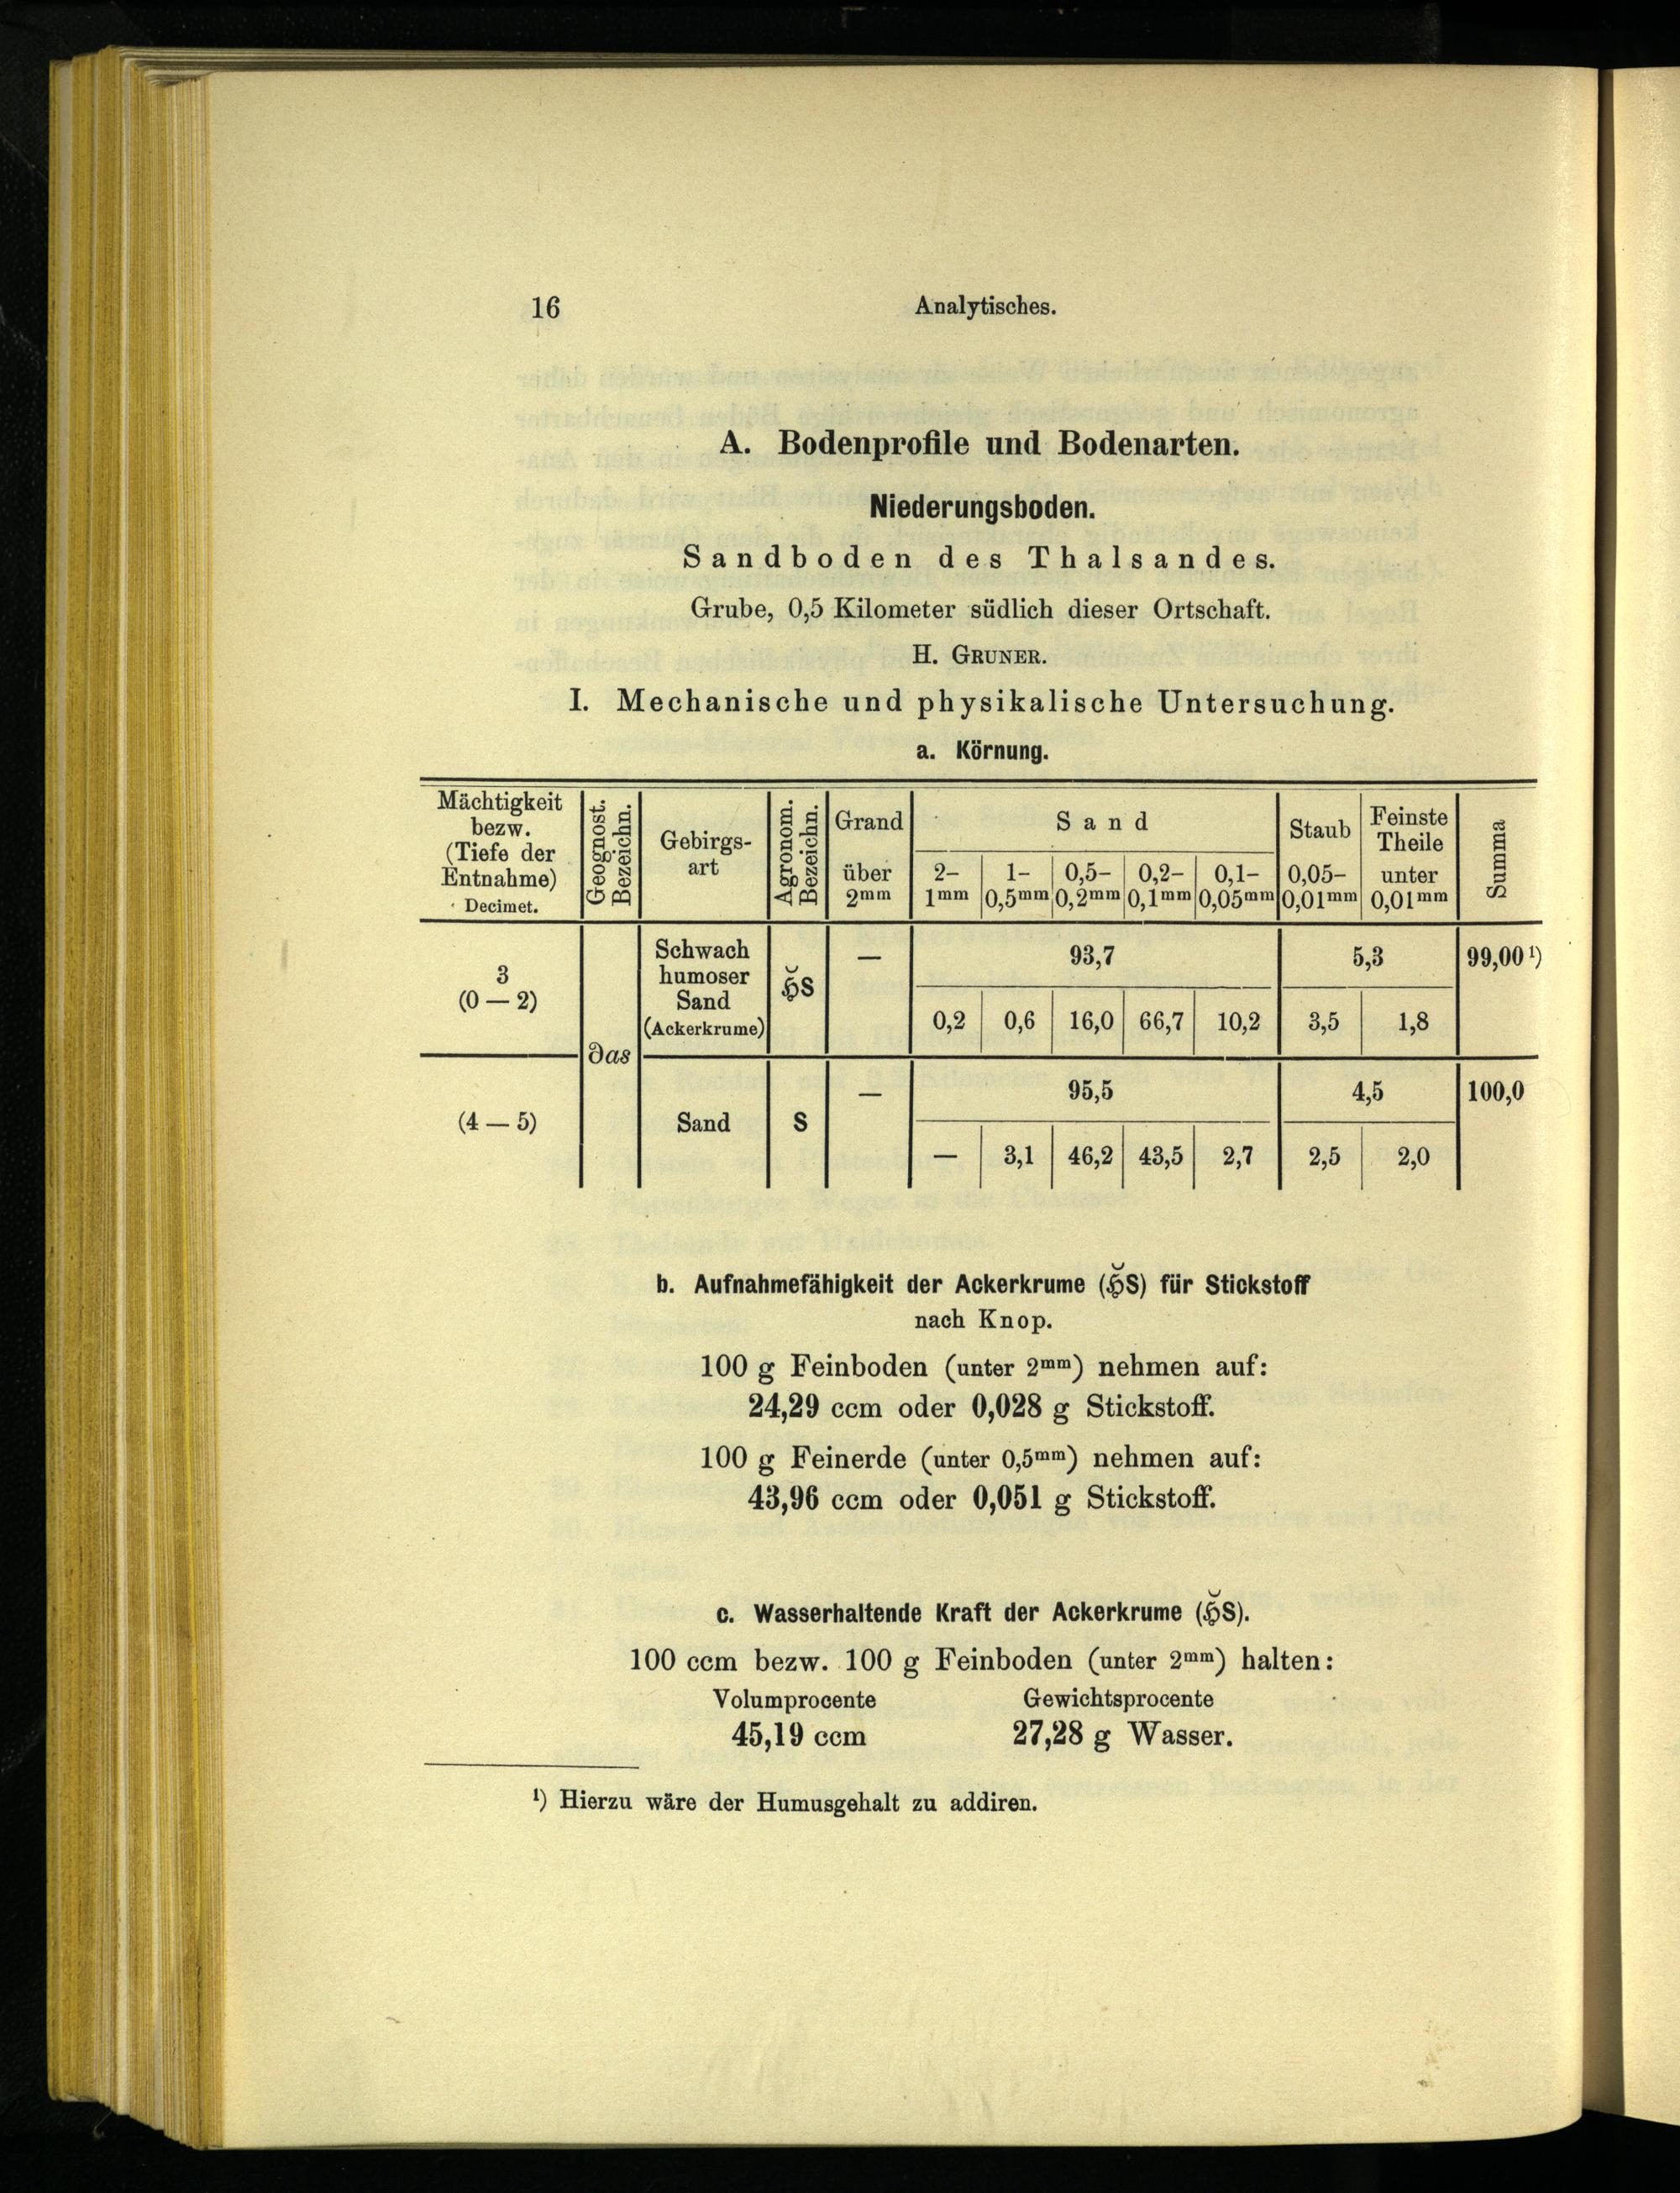 16 Analytisches.
A. Bodenprofile und Bodenarten.
Niederungsboden.
Sandboden des Thalsandes.
Grube, 0,5 Kilometer südlich dieser Ortschaft.
H. GRUNER.
I. Mechanische und physikalische Untersuchung.
a. Körnung.
Mächtigkeit bezw. (Tiefe der Entnahme) Decimet. | Geognost. Bezeichn. | Gebirgs-art | Agronom. Bezeichn. | Grand über 2mm | Sand | Staub | Feinste Theile | Summa
2-1mm | 1-0,5mm | 0,5-0,2mm | 0,2-0,1mm | 0,1-0,05mm | 0,05-0,01mm | unter 0,01mm
3 (0 — 2) | ∂as | Schwach humoser Sand (Ackerkrume) | H̆S | — | 93,7 | 5,3 | 99,00 ¹)
0,2 | 0,6 | 16,0 | 66,7 | 10,2 | 3,5 | 1,8
(4 — 5) | Sand | S | — | 95,5 | 4,5 | 100,0
— | 3,1 | 46,2 | 43,5 | 2,7 | 2,5 | 2,0
b. Aufnahmefähigkeit der Ackerkrume (H̆S) für Stickstoff
nach Knop.
100 g Feinboden (unter 2mm) nehmen auf:
24,29 ccm oder 0,028 g Stickstoff.
100 g Feinerde (unter 0,5mm) nehmen auf:
43,96 ccm oder 0,051 g Stickstoff.
c. Wasserhaltende Kraft der Ackerkrume (H̆S).
100 ccm bezw. 100 g Feinboden (unter 2mm) halten:
Volumprocente Gewichtsprocente
45,19 ccm 27,28 g Wasser.
¹) Hierzu wäre der Humusgehalt zu addiren.